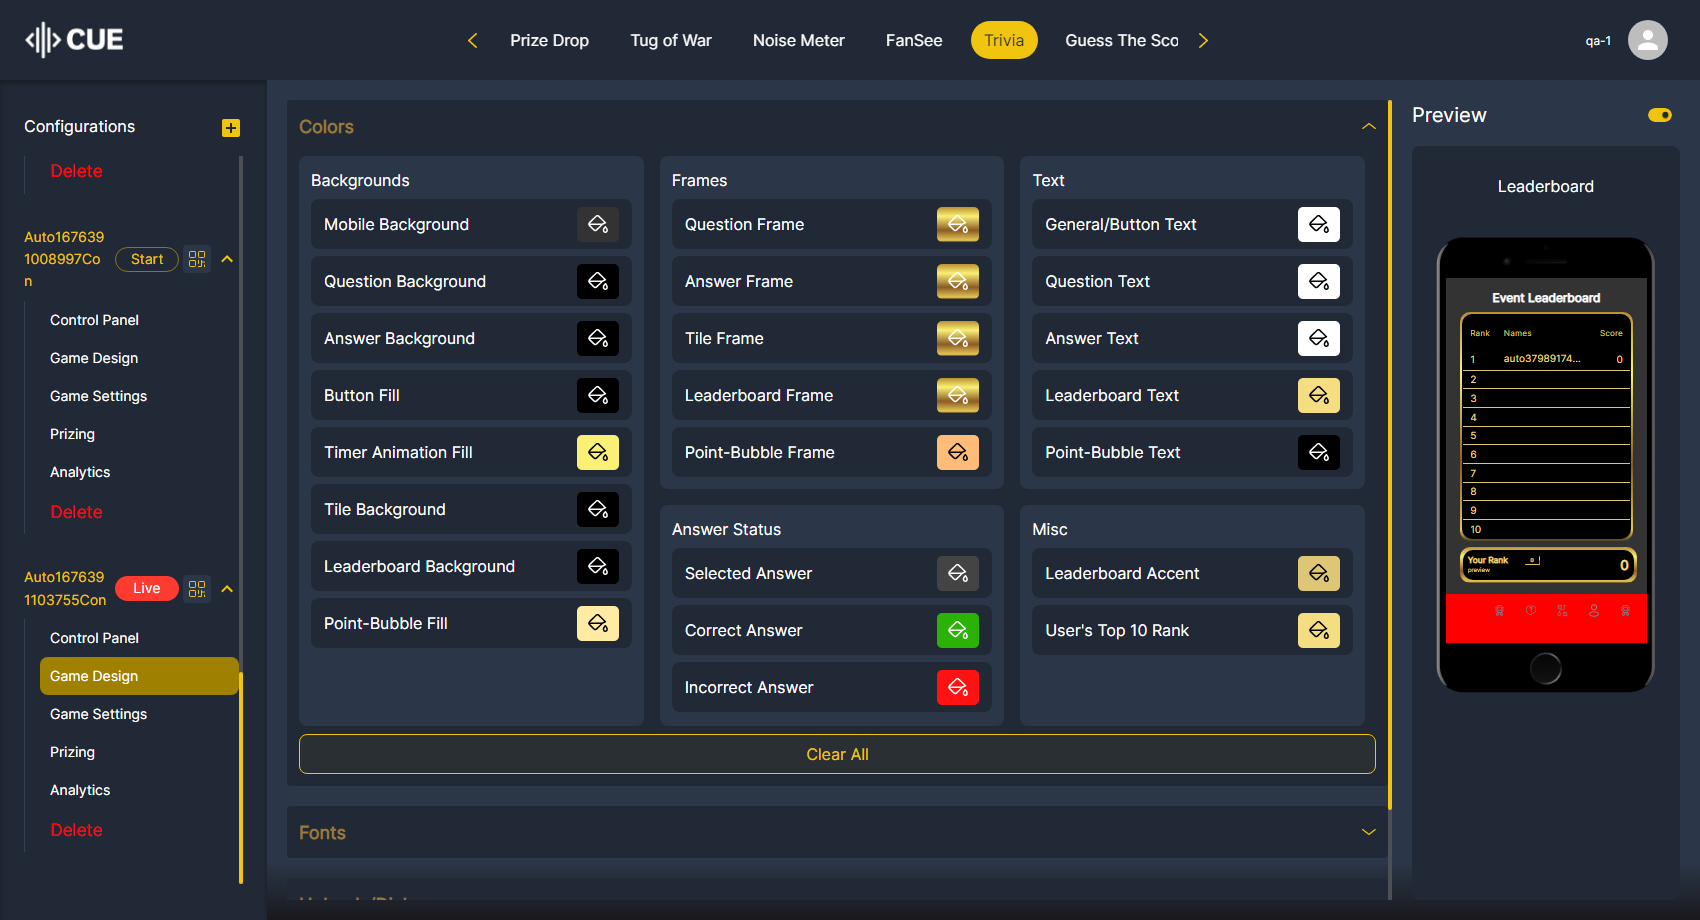 CUE
Prize Drop
Tug of War
Noise Meter
FanSee
Trivia
Guess The Sco
qa-1
Configurations
Delete
Auto167639
1008997Co
n
Start
Control Panel
Game Design
Game Settings
Prizing
Analytics
Delete
Auto167639
1103755Con
Live
Control Panel
Game Design
Game Settings
Prizing
Analytics
Delete
Colors
Backgrounds
Mobile Background
Question Background
Answer Background
Button Fill
Timer Animation Fill
Tile Background
Leaderboard Background
Point-Bubble Fill
Frames
Question Frame
Answer Frame
Tile Frame
Leaderboard Frame
Point-Bubble Frame
Text
General/Button Text
Question Text
Answer Text
Leaderboard Text
Point-Bubble Text
Answer Status
Selected Answer
Correct Answer
Incorrect Answer
Misc
Leaderboard Accent
User's Top 10 Rank
Clear All
Fonts
Preview
Leaderboard
Event Leaderboard
Rank Names Score
1 auto37989174... 0
2
3
4
5
6
7
8
9
10
Your Rank
preview
0
0